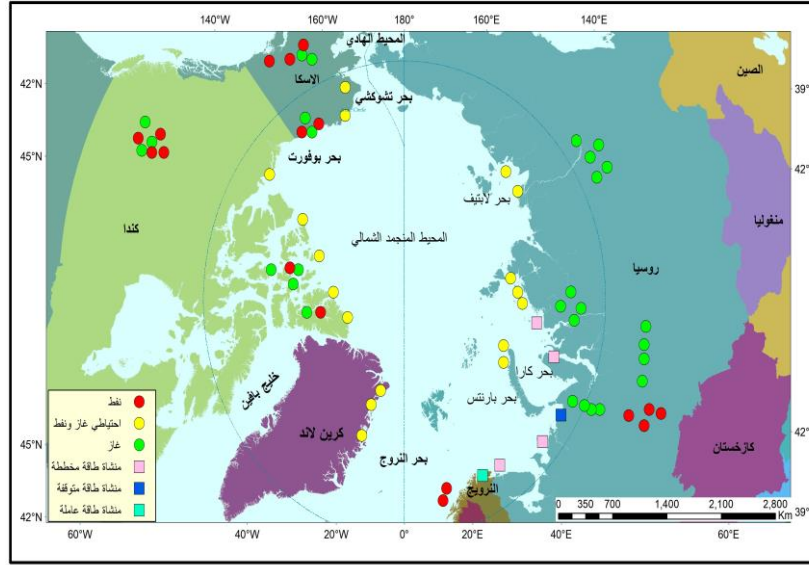 140°W 160°W 180° 160°E 140°E
المحيط الهادي
الاسكا
الصين
42°N
39°
بحر تشوكشي
45°N
بحر بوفورت
42°N
بحر لابتيف
منغوليا
كندا
المحيط المنجمد الشمالي
روسيا
بحر كارا
خليج بافين
بحر بارنتس
نفط
احتياطي غاز ونفط
غاز
منشاة طاقة مخططة
منشاة طاقة متوقفة
منشاة طاقة عاملة
كرين لاند
45°N
42°N
كازخستان
بحر النروج
النرويج
0 350 700 1,400 2,100 2,800
Km
42°N
39°
60°W 40°W 20°W 0° 20°E 40°E 60°E